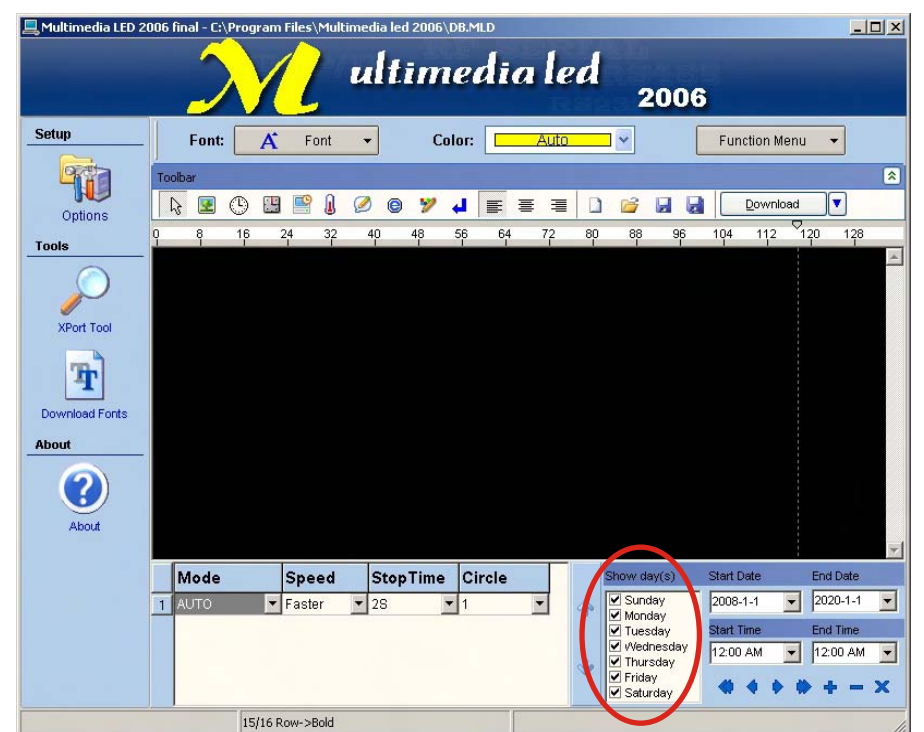 Multimedia LED 2006 final - C:\Program Files\Multimedia led 2006\DB.MLD
Multimedia led
2006
Setup
Font: A Font Color: Auto Function Menu
Toolbar
Options
Download
0 8 16 24 32 40 48 56 64 72 80 88 96 104 112 120 128
Tools
XPort Tool
Download Fonts
About
About
Mode Speed StopTime Circle
1 AUTO Faster 2S 1
Show day(s)
Sunday
Monday
Tuesday
Wednesday
Thursday
Friday
Saturday
Start Date End Date
2008-1-1 2020-1-1
Start Time End Time
12:00 AM 12:00 AM
15/16 Row->Bold